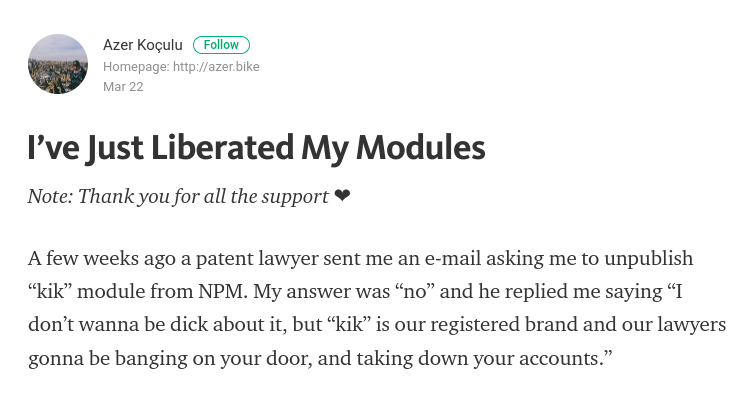 Azer Koçulu Follow
Homepage: http://azer.bike
Mar 22
I’ve Just Liberated My Modules
Note: Thank you for all the support ❤
A few weeks ago a patent lawyer sent me an e-mail asking me to unpublish
“kik” module from NPM. My answer was “no” and he replied me saying “I
don’t wanna be dick about it, but “kik” is our registered brand and our lawyers
gonna be banging on your door, and taking down your accounts.”